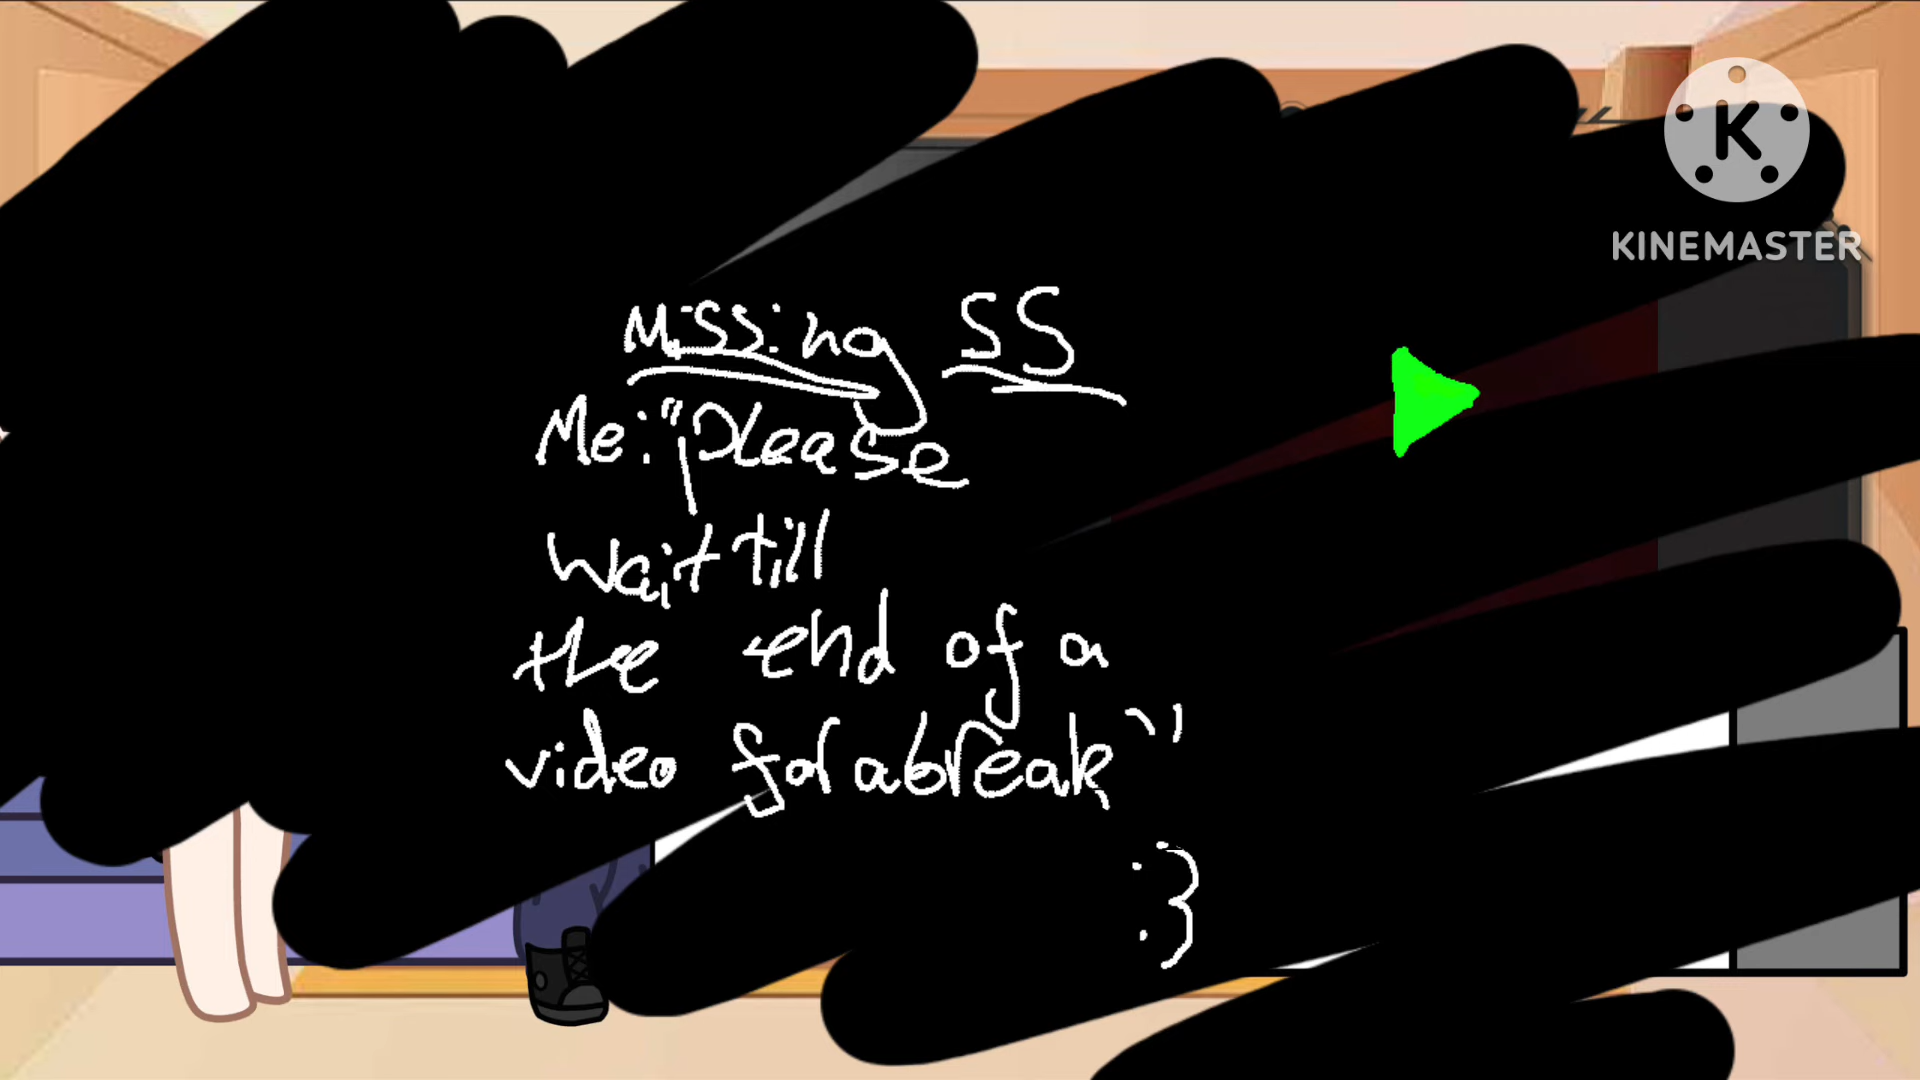 KINEMASTER
Missing SS
Me:"please
wait till
the end of a
video for a break"
:3